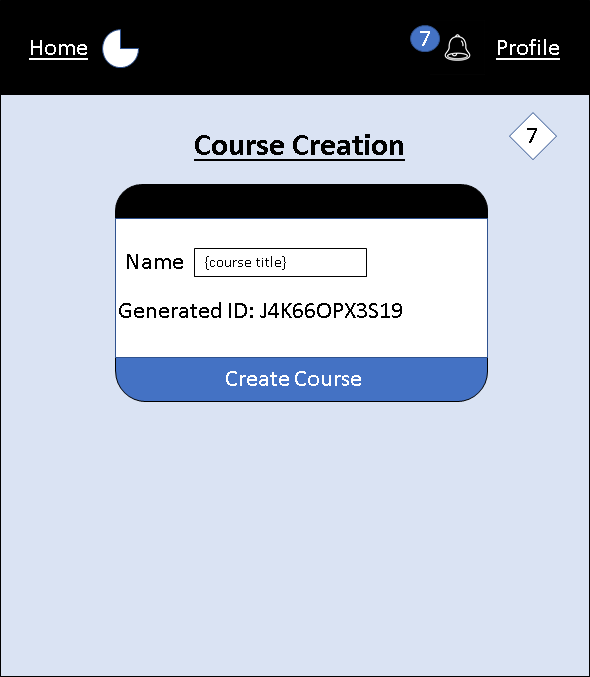 Home
7
Profile
Course Creation
7
Name {course title}
Generated ID: J4K66OPX3S19
Create Course